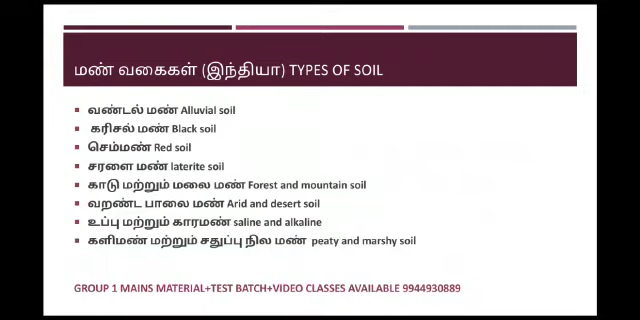 மண் வகைகள் (இந்தியா) TYPES OF SOIL
வண்டல் மண் Alluvial soil
கரிசல் மண் Black soil
செம்மண் Red soil
சரளை மண் laterite soil
காடு மற்றும் மலை மண் Forest and mountain soil
வறண்ட பாலை மண் Arid and desert soil
உப்பு மற்றும் காரமண் saline and alkaline
களிமண் மற்றும் சதுப்பு நில மண் peaty and marshy soil
GROUP 1 MAINS MATERIAL+TEST BATCH+VIDEO CLASSES AVAILABLE 9944930889